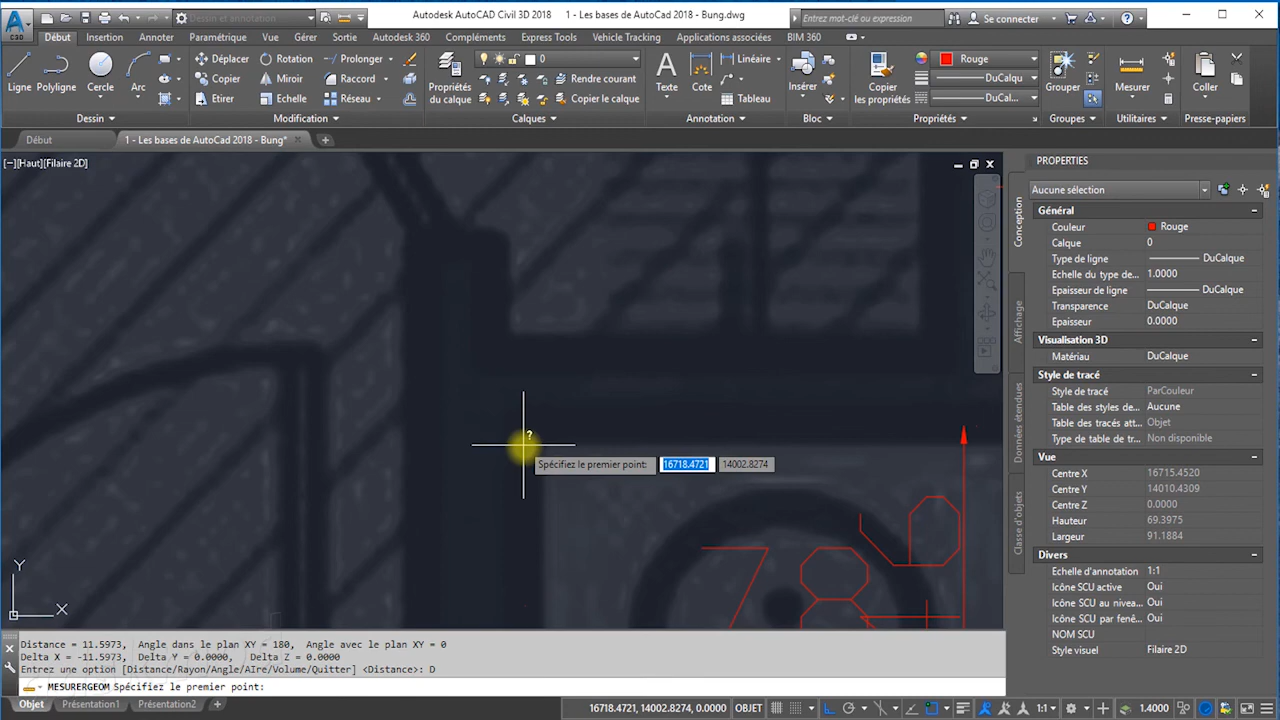 Dessin et annotation
Autodesk AutoCAD Civil 3D 2018
1 - Les bases de AutoCad 2018 - Bung.dwg
Entrez mot-clé ou expression
Se connecter
C3D
Début
Insertion
Annoter
Paramétrique
Vue
Gérer
Sortie
Autodesk 360
Compléments
Express Tools
Vehicle Tracking
Applications associées
BIM 360
Ligne
Polyligne
Cercle
Arc
Déplacer
Rotation
Prolonger
Copier
Miroir
Raccord
Etirer
Echelle
Réseau
Propriétés
du calque
0
Rendre courant
Copier le calque
Texte
Cote
Linéaire
Tableau
Insérer
Copier
les propriétés
Rouge
DuCalqu
DuCal...
Grouper
Mesurer
Coller
Dessin
Modification
Calques
Annotation
Bloc
Propriétés
Groupes
Utilitaires
Presse-papiers
Début
1 - Les bases de AutoCad 2018 - Bung*
[−][Haut][Filaire 2D]
?
Spécifiez le premier point:
16718.4721
14002.8274
78
Y
X
PROPERTIES
Aucune sélection
Général
Couleur Rouge
Calque 0
Type de ligne DuCalque
Echelle du type de... 1.0000
Epaisseur de ligne DuCalque
Transparence DuCalque
Epaisseur 0.0000
Visualisation 3D
Matériau DuCalque
Style de tracé
Style de tracé ParCouleur
Table des styles de... Aucune
Table des tracés att... Objet
Type de table de tr... Non disponible
Vue
Centre X 16715.4520
Centre Y 14010.4309
Centre Z 0.0000
Hauteur 69.3975
Largeur 91.1884
Divers
Echelle d'annotation 1:1
Icône SCU active Oui
Icône SCU au nivea... Oui
Icône SCU par fenê... Oui
NOM SCU
Style visuel Filaire 2D
Conception
Affichage
Données étendues
Classe d'objets
Distance = 11.5973, Angle dans le plan XY = 180, Angle avec le plan XY = 0
Delta X = -11.5973, Delta Y = 0.0000, Delta Z = 0.0000
Entrez une option [Distance/Rayon/Angle/AIre/Volume/Quitter] <Distance>: D
MESURERGEOM Spécifiez le premier point:
Objet
Présentation1
Présentation2
16718.4721, 14002.8274, 0.0000
OBJET
1:1
1.4000